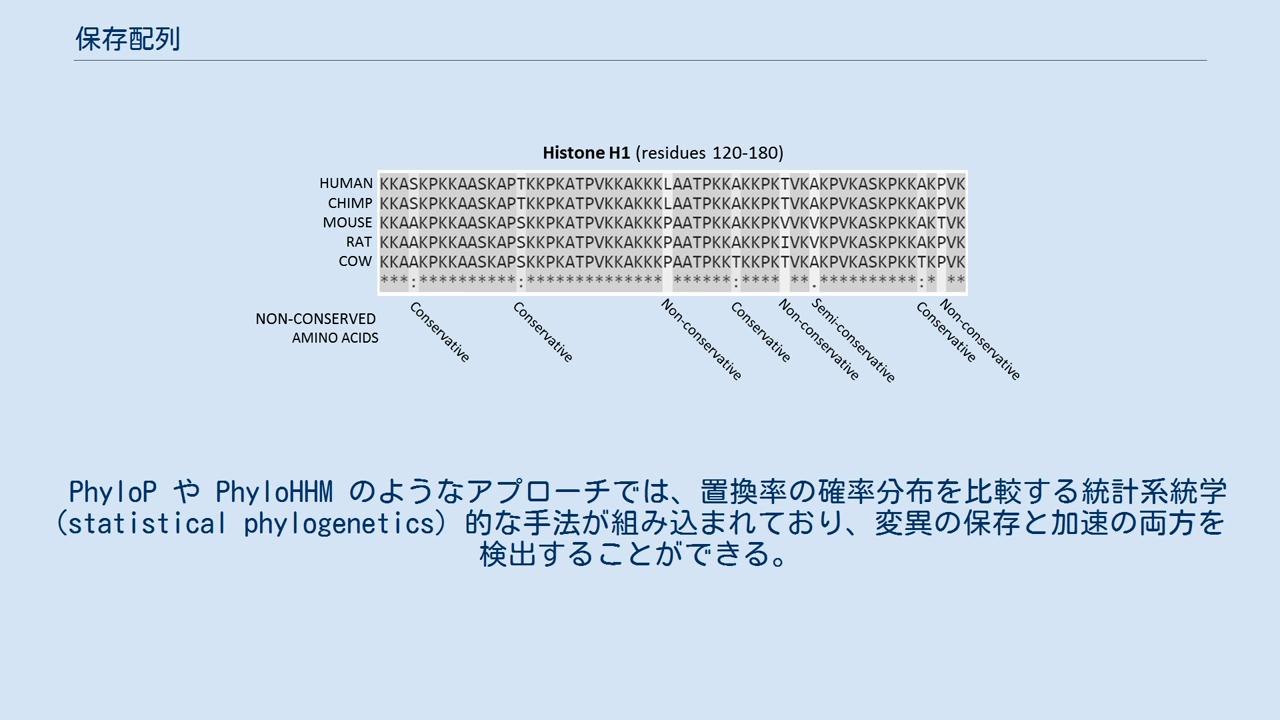 保存配列
Histone H1 (residues 120-180)
HUMAN KKASKPKKAASKAPTKKPKATPVKKAKKKLAATPKKAKKPKTVKAKPVKASKPKKAKPVK
CHIMP KKASKPKKAASKAPTKKPKATPVKKAKKKLAATPKKAKKPKTVKAKPVKASKPKKAKPVK
MOUSE KKAAKPKKAASKAPSKKPKATPVKKAKKKPAATPKKAKKPKVVKVKPVKASKPKKAKTVK
RAT KKAAKPKKAASKAPSKKPKATPVKKAKKKPAATPKKAKKPKIVKVKPVKASKPKKAKPVK
COW KKAAKPKKAASKAPSKKPKATPVKKAKKKPAATPKKTKKPKTVKAKPVKASKPKKTKPVK
***:**********:************** ******:**** **.**********:* **
NON-CONSERVED
AMINO ACIDS
Conservative
Conservative
Non-conservative
Conservative
Non-conservative
Semi-conservative
Conservative
Non-conservative
PhyloP や PhyloHHM のようなアプローチでは、置換率の確率分布を比較する統計系統学
(statistical phylogenetics) 的な手法が組み込まれており、変異の保存と加速の両方を
検出することができる。